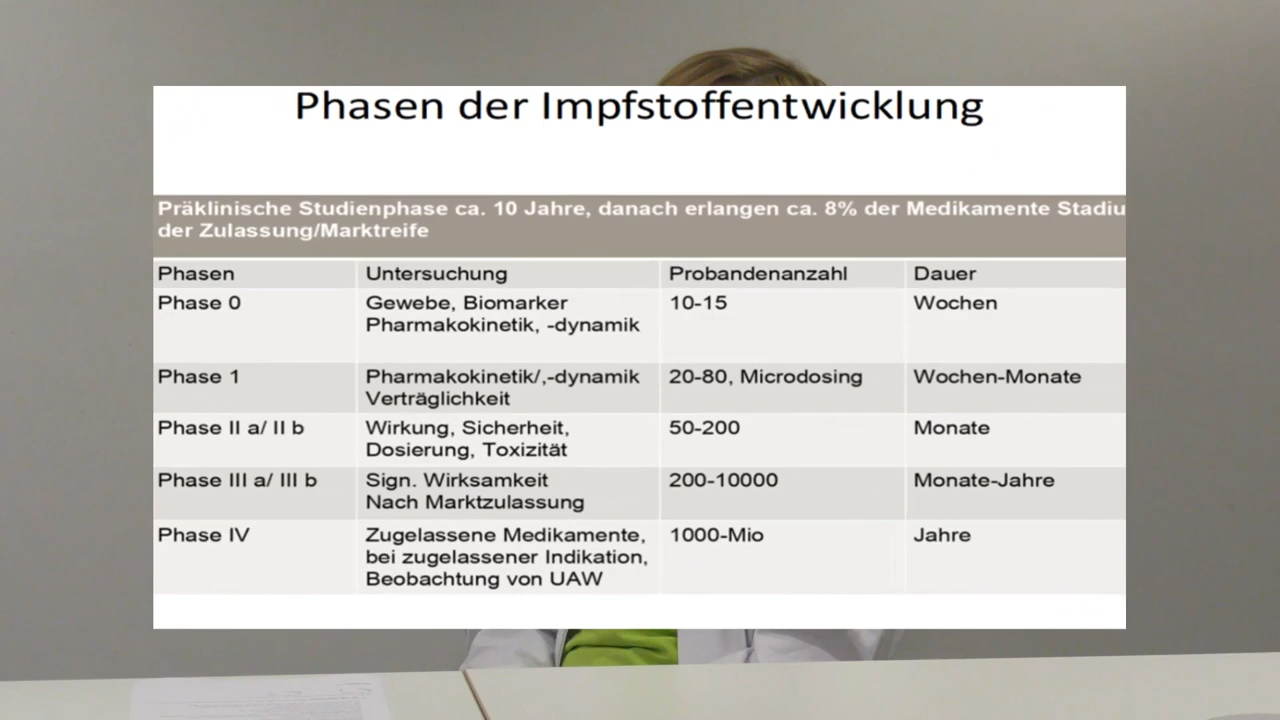 Phasen der Impfstoffentwicklung
Präklinische Studienphase ca. 10 Jahre, danach erlangen ca. 8% der Medikamente Stadiu
der Zulassung/Marktreife
Phasen Untersuchung Probandenanzahl Dauer
Phase 0 Gewebe, Biomarker 10-15 Wochen
Pharmakokinetik, -dynamik
Phase 1 Pharmakokinetik/,-dynamik 20-80, Microdosing Wochen-Monate
Verträglichkeit
Phase II a/ II b Wirkung, Sicherheit, 50-200 Monate
Dosierung, Toxizität
Phase III a/ III b Sign. Wirksamkeit 200-10000 Monate-Jahre
Nach Marktzulassung
Phase IV Zugelassene Medikamente, 1000-Mio Jahre
bei zugelassener Indikation,
Beobachtung von UAW